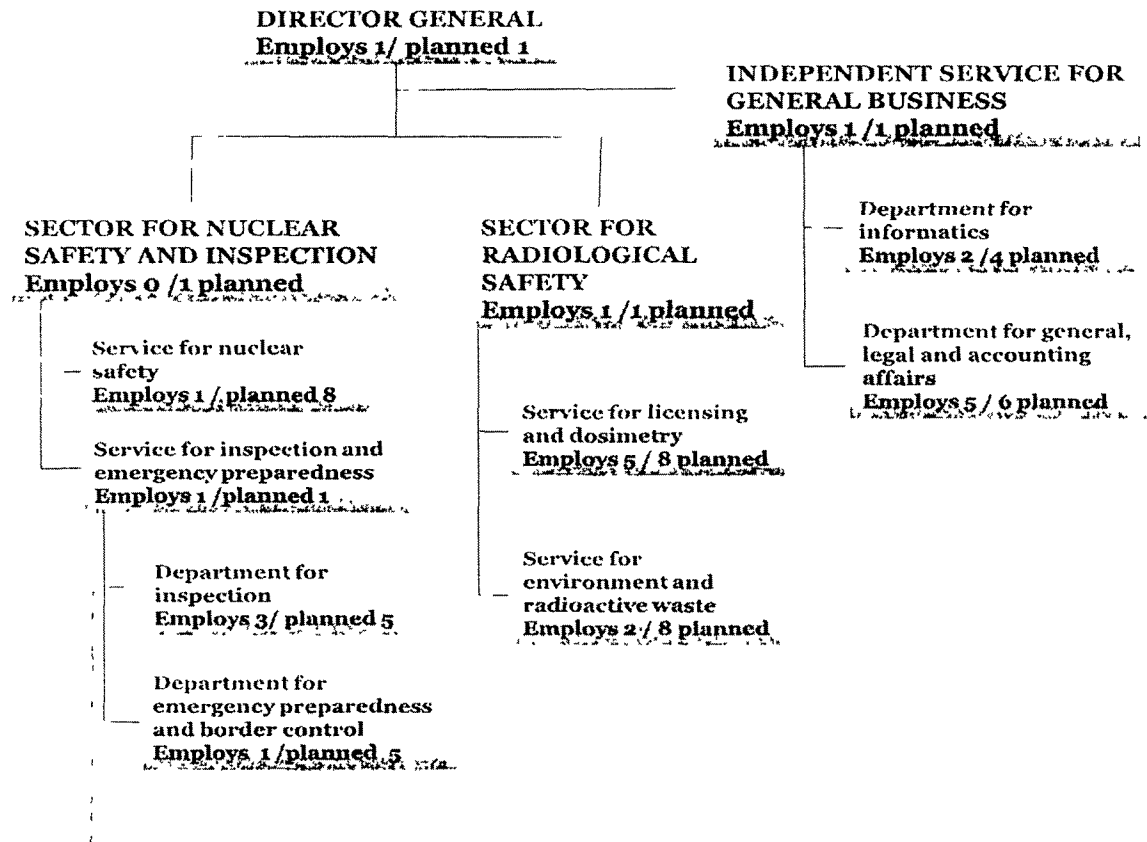 DIRECTOR GENERAL
Employs 1/ planned 1
INDEPENDENT SERVICE FOR
GENERAL BUSINESS
Employs 1 /1 planned
Department for
informatics
Employs 2 /4 planned
Department for general,
legal and accounting
affairs
Employs 5 / 6 planned
SECTOR FOR NUCLEAR
SAFETY AND INSPECTION
Employs 0 /1 planned
Service for nuclear
safety
Employs 1 / planned 8
Service for inspection and
emergency preparedness
Employs 1 /planned 1
Department for
inspection
Employs 3/ planned 5
Department for
emergency preparedness
and border control
Employs 1 /planned 5
SECTOR FOR
RADIOLOGICAL
SAFETY
Employs 1 /1 planned
Service for licensing
and dosimetry
Employs 5 / 8 planned
Service for
environment and
radioactive waste
Employs 2 / 8 planned